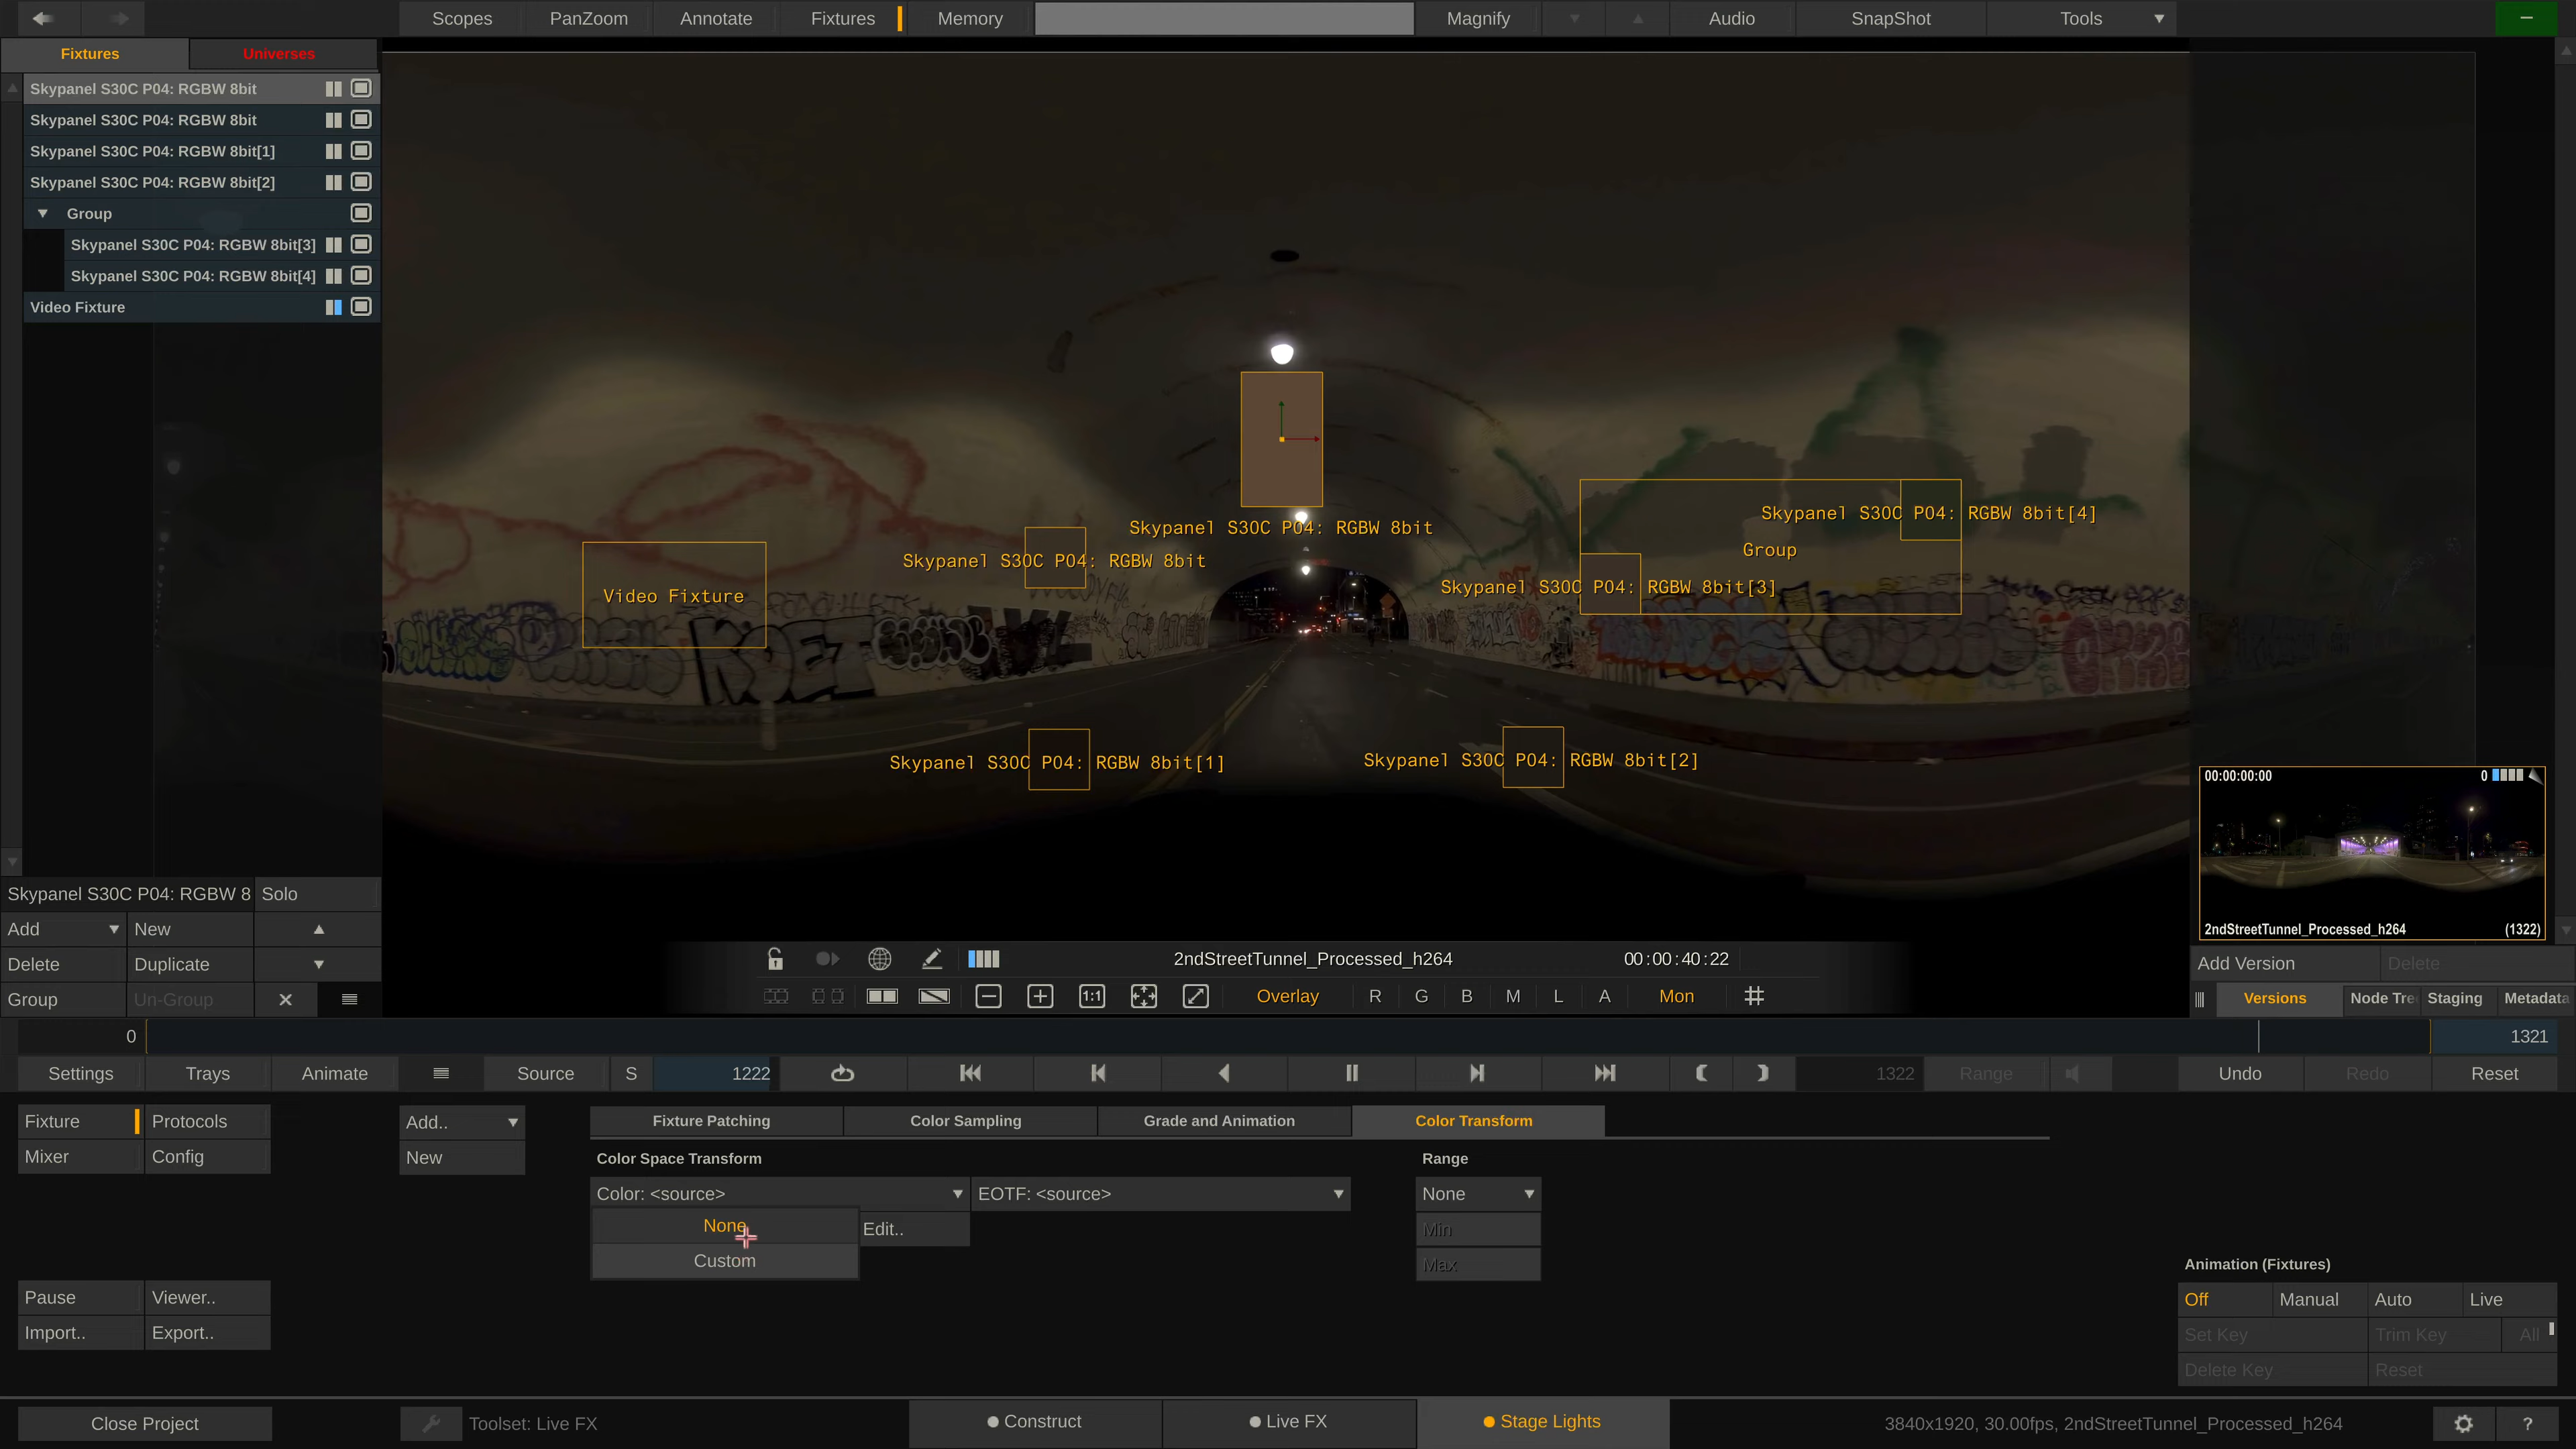 Scopes PanZoom Annotate Fixtures Memory Magnify Audio SnapShot Tools
Fixtures Universes
Skypanel S30C P04: RGBW 8bit
Skypanel S30C P04: RGBW 8bit
Skypanel S30C P04: RGBW 8bit[1]
Skypanel S30C P04: RGBW 8bit[2]
Group
Skypanel S30C P04: RGBW 8bit[3]
Skypanel S30C P04: RGBW 8bit[4]
Video Fixture
Skypanel S30C P04: RGBW 8bit[4]
Skypanel S30C P04: RGBW 8bit
Group
Skypanel S30C P04: RGBW 8bit
Skypanel S30C P04: RGBW 8bit[3]
Video Fixture
KOET
Skypanel S30C P04: RGBW 8bit[1]
Skypanel S30C P04: RGBW 8bit[2]
00:00:00:00 0
2ndStreetTunnel_Processed_h264 (1322)
Skypanel S30C P04: RGBW 8 Solo
Add New
Delete Duplicate
Group Un-Group
2ndStreetTunnel_Processed_h264 00:00:40:22
1:1 Overlay R G B M L A Mon
Add Version Delete
Versions Node Tre Staging Metadata
0 1321
Settings Trays Animate Source S 1222 1322 Range Undo Redo Reset
Fixture Protocols
Mixer Config
Add..
New
Fixture Patching Color Sampling Grade and Animation Color Transform
Color Space Transform Range
Color: <source> EOTF: <source> None
None Edit.. Min
Custom Max
Pause Viewer..
Import.. Export..
Animation (Fixtures)
Off Manual Auto Live
Set Key Trim Key All
Delete Key Reset
Close Project Toolset: Live FX Construct Live FX Stage Lights 3840x1920, 30.00fps, 2ndStreetTunnel_Processed_h264 ?